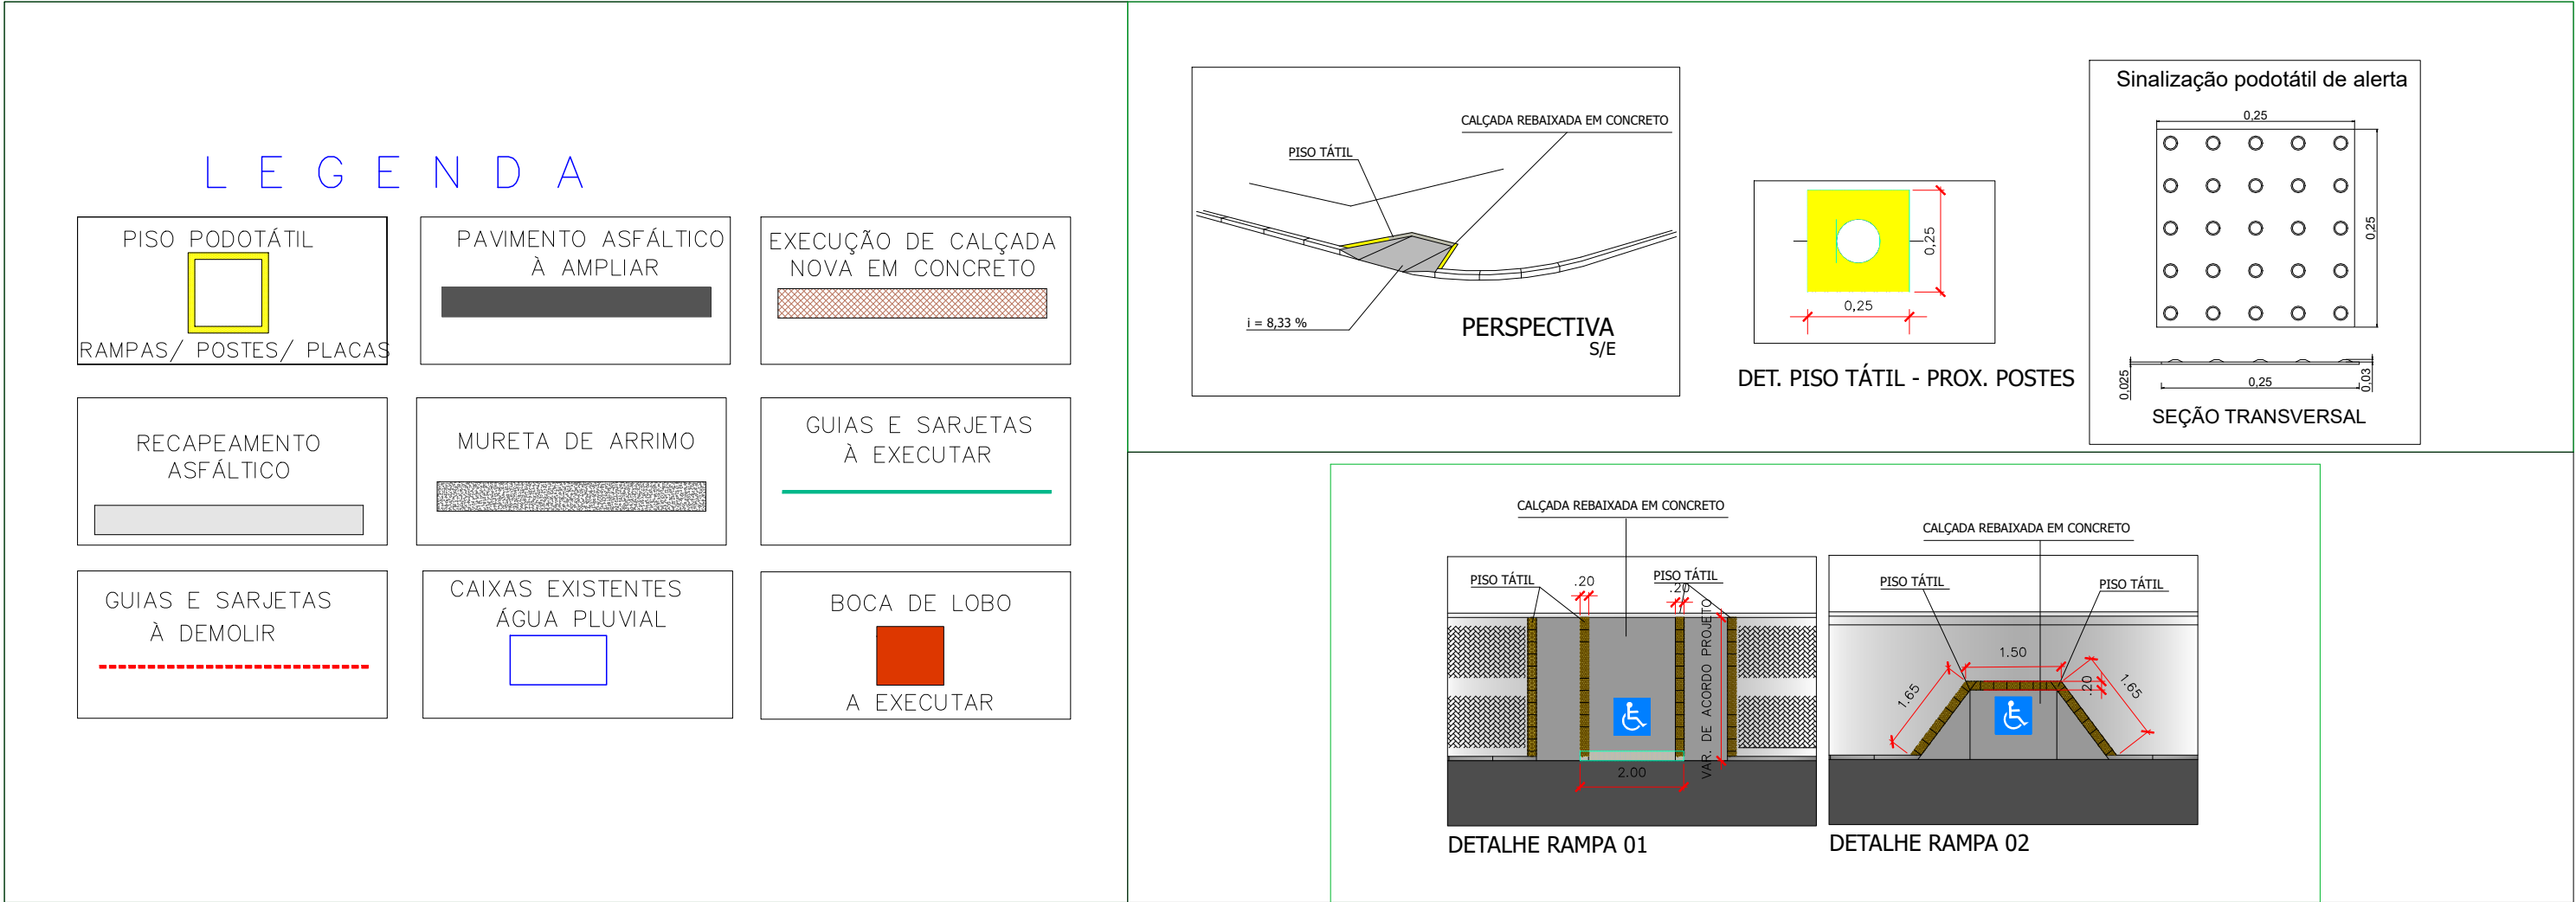 LEGENDA
PISO PODOTÁTIL
RAMPAS/ POSTES/ PLACAS
PAVIMENTO ASFÁLTICO
À AMPLIAR
EXECUÇÃO DE CALÇADA
NOVA EM CONCRETO
RECAPEAMENTO
ASFÁLTICO
MURETA DE ARRIMO
GUIAS E SARJETAS
À EXECUTAR
GUIAS E SARJETAS
À DEMOLIR
CAIXAS EXISTENTES
ÁGUA PLUVIAL
BOCA DE LOBO
A EXECUTAR
CALÇADA REBAIXADA EM CONCRETO
PISO TÁTIL
i = 8,33 %
PERSPECTIVA
S/E
0,25
0,25
DET. PISO TÁTIL - PROX. POSTES
Sinalização podotátil de alerta
0,25
0,25
0,025
0,25
0,03
SEÇÃO TRANSVERSAL
CALÇADA REBAIXADA EM CONCRETO
PISO TÁTIL
.20
PISO TÁTIL
.20
VAR. DE ACORDO PROJETO
2.00
DETALHE RAMPA 01
CALÇADA REBAIXADA EM CONCRETO
PISO TÁTIL
PISO TÁTIL
1.50
1.65
.20
1.65
DETALHE RAMPA 02